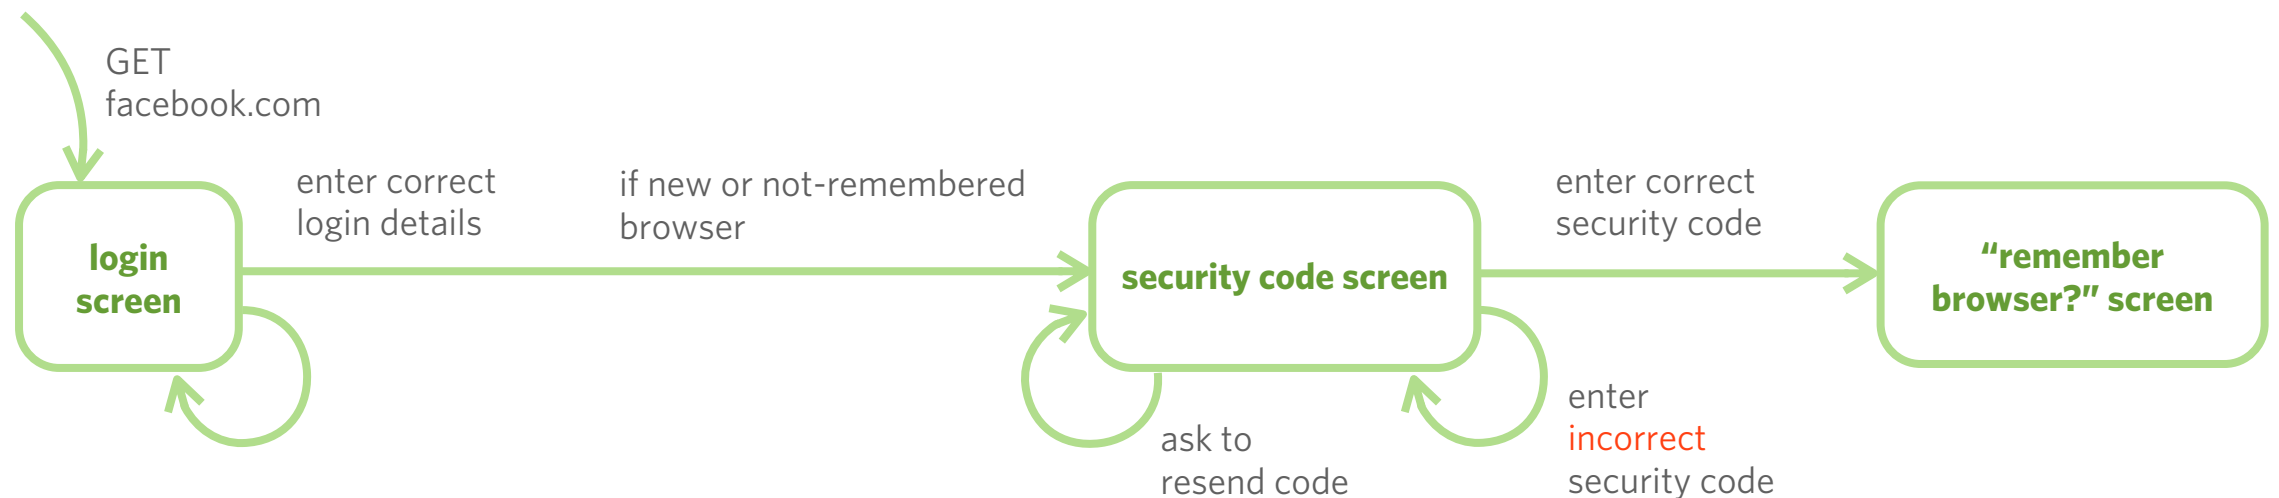 GET
facebook.com
enter correct
login details
if new or not-remembered
browser
enter correct
security code
login
screen
security code screen
“remember
browser?” screen
ask to
resend code
enter
incorrect
security code